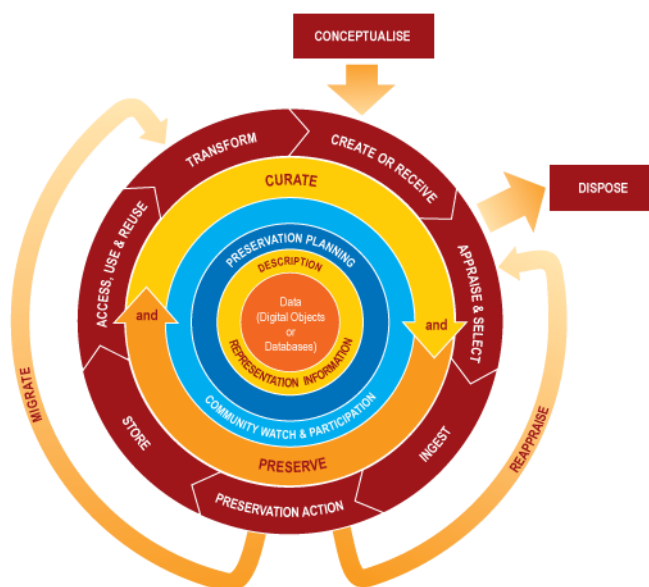 CONCEPTUALISE
DISPOSE
TRANSFORM
CREATE OR RECEIVE
APPRAISE & SELECT
INGEST
PRESERVATION ACTION
STORE
ACCESS, USE & REUSE
MIGRATE
REAPPRAISE
CURATE
and
PRESERVE
and
COMMUNITY WATCH & PARTICIPATION
PRESERVATION PLANNING
DESCRIPTION
REPRESENTATION INFORMATION
Data
(Digital Objects
or
Databases)